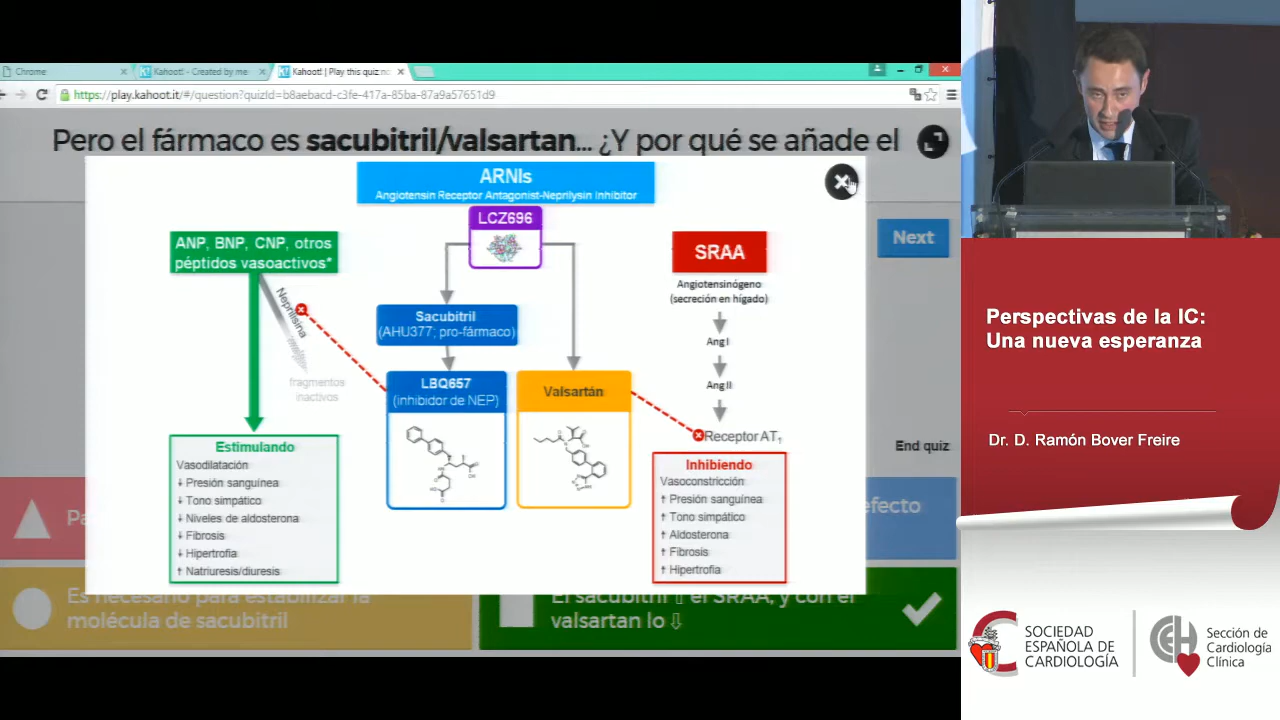 Chrome
Kahoot! - Created by me
Kahoot! | Play this quiz no
https://play.kahoot.it/#/question?quizId=b8aebacd-c3fe-417a-85ba-87a9a57651d9
Pero el fármaco es sacubitril/valsartan... ¿Y por qué se añade el
ARNIs
Angiotensin Receptor Antagonist-Neprilysin Inhibitor
LCZ696
ANP, BNP, CNP, otros
péptidos vasoactivos*
Neprilisina
fragmentos
inactivos
Sacubitril
(AHU377; pro-fármaco)
LBQ657
(inhibidor de NEP)
Valsartán
SRAA
Angiotensinógeno
(secreción en hígado)
Ang I
Ang II
Receptor AT₁
Estimulando
Vasodilatación
↓ Presión sanguínea
↓ Tono simpático
↓ Niveles de aldosterona
↓ Fibrosis
↓ Hipertrofia
↑ Natriuresis/diuresis
Inhibiendo
Vasoconstricción
↑ Presión sanguínea
↑ Tono simpático
↑ Aldosterona
↑ Fibrosis
↑ Hipertrofia
Next
End quiz
Pa
efecto
Es necesario para estabilizar la
molécula de sacubitril
El sacubitril ⇧ el SRAA, y con el
valsartan lo ⇩
Perspectivas de la IC:
Una nueva esperanza
Dr. D. Ramón Bover Freire
SOCIEDAD
ESPAÑOLA DE
CARDIOLOGÍA
Sección de
Cardiología
Clínica